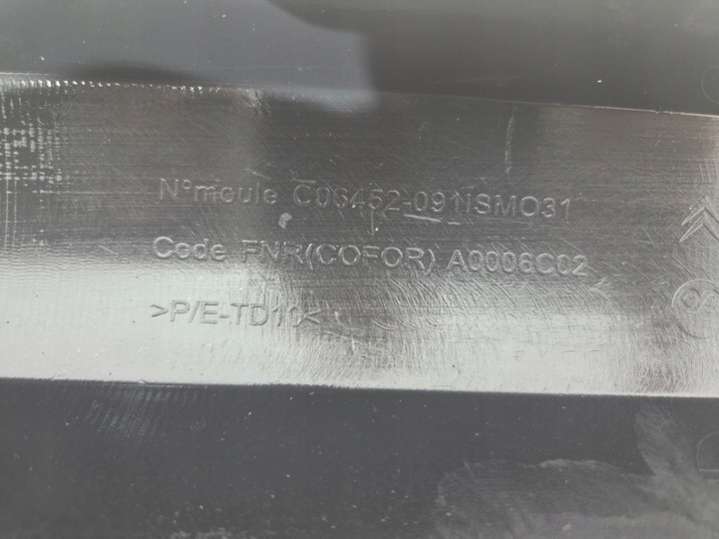 N°moule C06452-091ISMO31
Code FNR(COFOR) A0006C02
>P/E-TD10<